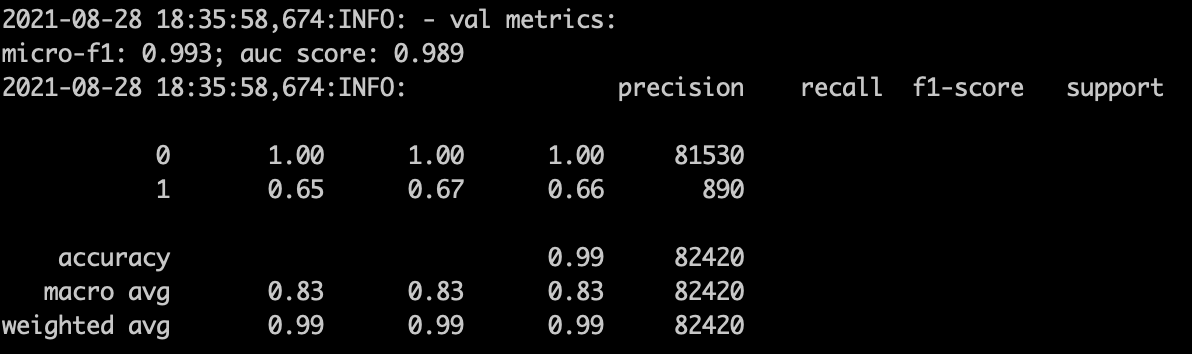 2021-08-28 18:35:58,674:INFO: - val metrics:
micro-f1: 0.993; auc score: 0.989
2021-08-28 18:35:58,674:INFO: precision recall f1-score support
0 1.00 1.00 1.00 81530
1 0.65 0.67 0.66 890
accuracy 0.99 82420
macro avg 0.83 0.83 0.83 82420
weighted avg 0.99 0.99 0.99 82420